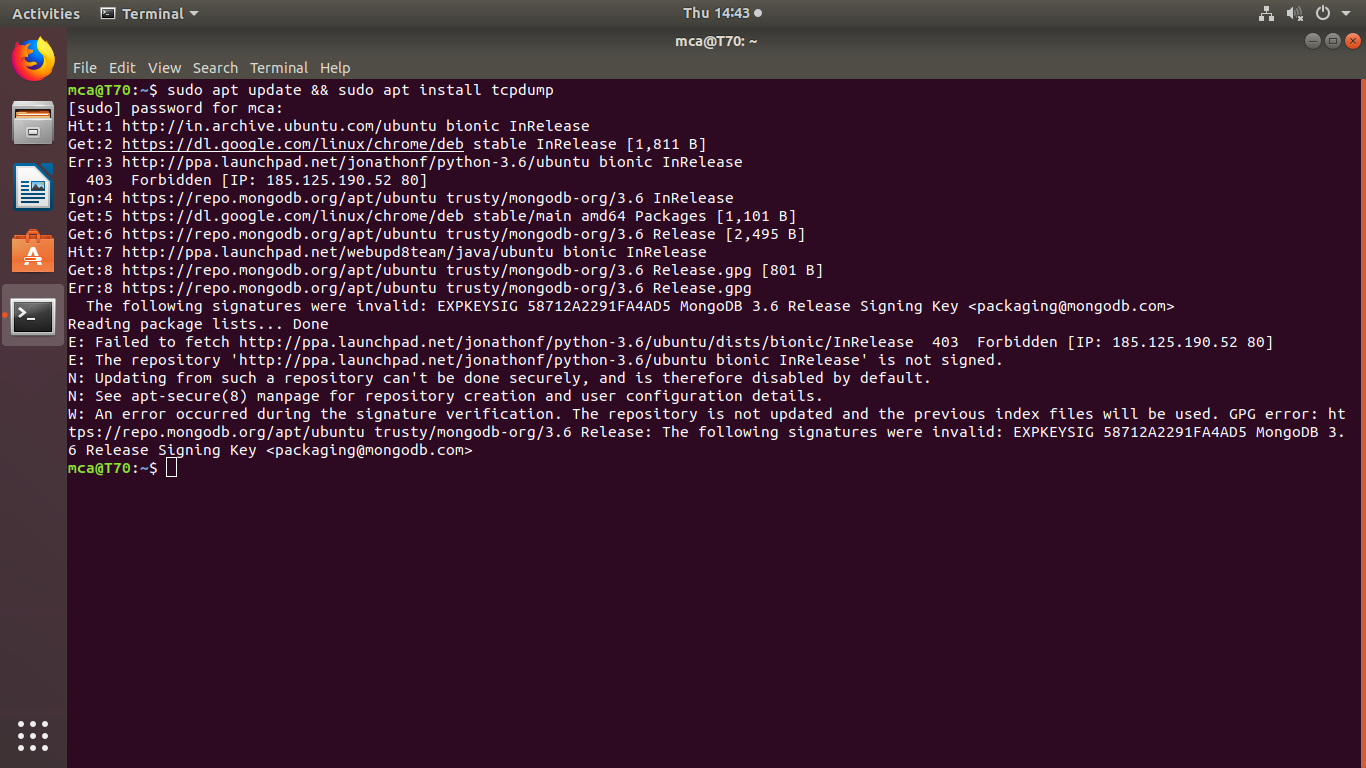 Activities Terminal Thu 14:43
mca@T70: ~
File Edit View Search Terminal Help
mca@T70:~$ sudo apt update && sudo apt install tcpdump
[sudo] password for mca:
Hit:1 http://in.archive.ubuntu.com/ubuntu bionic InRelease
Get:2 https://dl.google.com/linux/chrome/deb stable InRelease [1,811 B]
Err:3 http://ppa.launchpad.net/jonathonf/python-3.6/ubuntu bionic InRelease
  403  Forbidden [IP: 185.125.190.52 80]
Ign:4 https://repo.mongodb.org/apt/ubuntu trusty/mongodb-org/3.6 InRelease
Get:5 https://dl.google.com/linux/chrome/deb stable/main amd64 Packages [1,101 B]
Get:6 https://repo.mongodb.org/apt/ubuntu trusty/mongodb-org/3.6 Release [2,495 B]
Hit:7 http://ppa.launchpad.net/webupd8team/java/ubuntu bionic InRelease
Get:8 https://repo.mongodb.org/apt/ubuntu trusty/mongodb-org/3.6 Release.gpg [801 B]
Err:8 https://repo.mongodb.org/apt/ubuntu trusty/mongodb-org/3.6 Release.gpg
  The following signatures were invalid: EXPKEYSIG 58712A2291FA4AD5 MongoDB 3.6 Release Signing Key <packaging@mongodb.com>
Reading package lists... Done
E: Failed to fetch http://ppa.launchpad.net/jonathonf/python-3.6/ubuntu/dists/bionic/InRelease  403  Forbidden [IP: 185.125.190.52 80]
E: The repository 'http://ppa.launchpad.net/jonathonf/python-3.6/ubuntu bionic InRelease' is not signed.
N: Updating from such a repository can't be done securely, and is therefore disabled by default.
N: See apt-secure(8) manpage for repository creation and user configuration details.
W: An error occurred during the signature verification. The repository is not updated and the previous index files will be used. GPG error: ht
tps://repo.mongodb.org/apt/ubuntu trusty/mongodb-org/3.6 Release: The following signatures were invalid: EXPKEYSIG 58712A2291FA4AD5 MongoDB 3.
6 Release Signing Key <packaging@mongodb.com>
mca@T70:~$